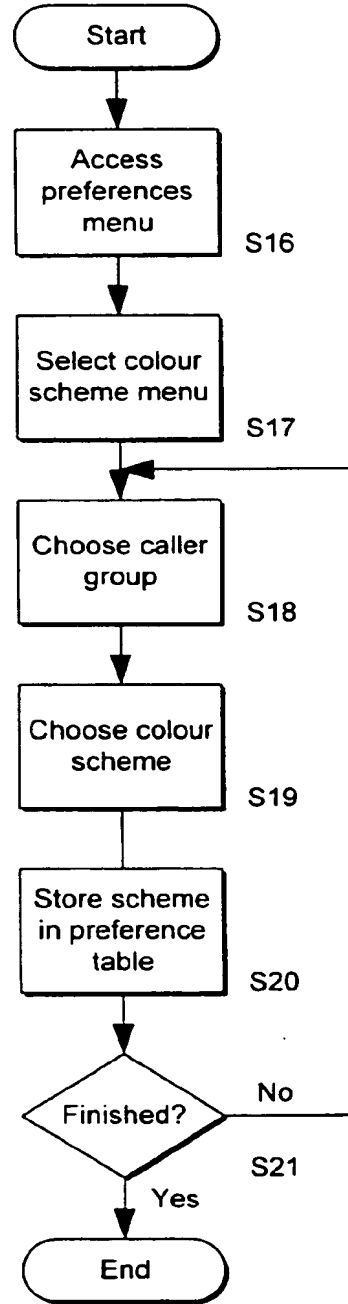 Start
Access
preferences
menu
S16
Select colour
scheme menu
S17
Choose caller
group
S18
Choose colour
scheme
S19
Store scheme
in preference
table
S20
Finished?
No
S21
Yes
End